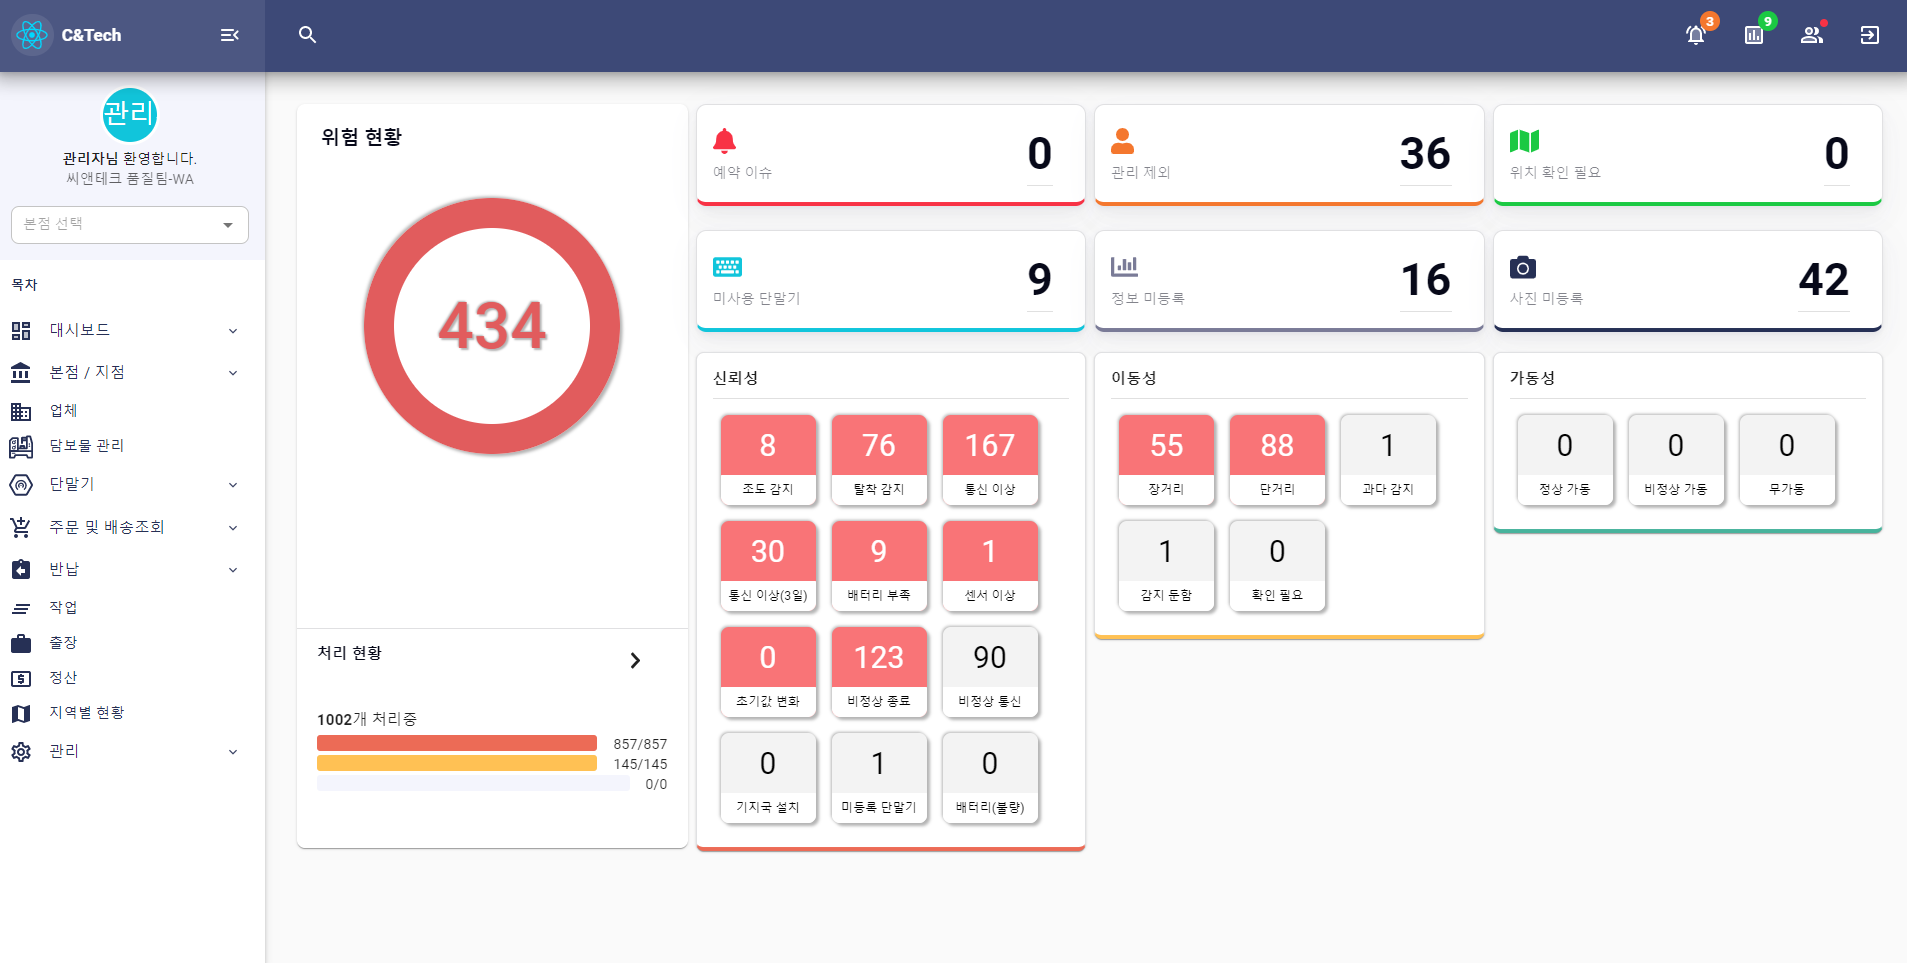 C&Tech
3
9
관리
관리자님 환영합니다.
씨앤테크 품질팀-WA
본점 선택
목차
대시보드
본점 / 지점
업체
담보물 관리
단말기
주문 및 배송조회
반납
작업
출장
정산
지역별 현황
관리
위험 현황
434
처리 현황
1002개 처리중
857/857
145/145
0/0
예약 이슈
0
관리 제외
36
위치 확인 필요
0
미사용 단말기
9
정보 미등록
16
사진 미등록
42
신뢰성
8
조도 감지
76
탈착 감지
167
통신 이상
30
통신 이상(3일)
9
배터리 부족
1
센서 이상
0
초기값 변화
123
비정상 종료
90
비정상 통신
0
기지국 설치
1
미등록 단말기
0
배터리(불량)
이동성
55
장거리
88
단거리
1
과다 감지
1
감지 둔함
0
확인 필요
가동성
0
정상 가동
0
비정상 가동
0
무가동